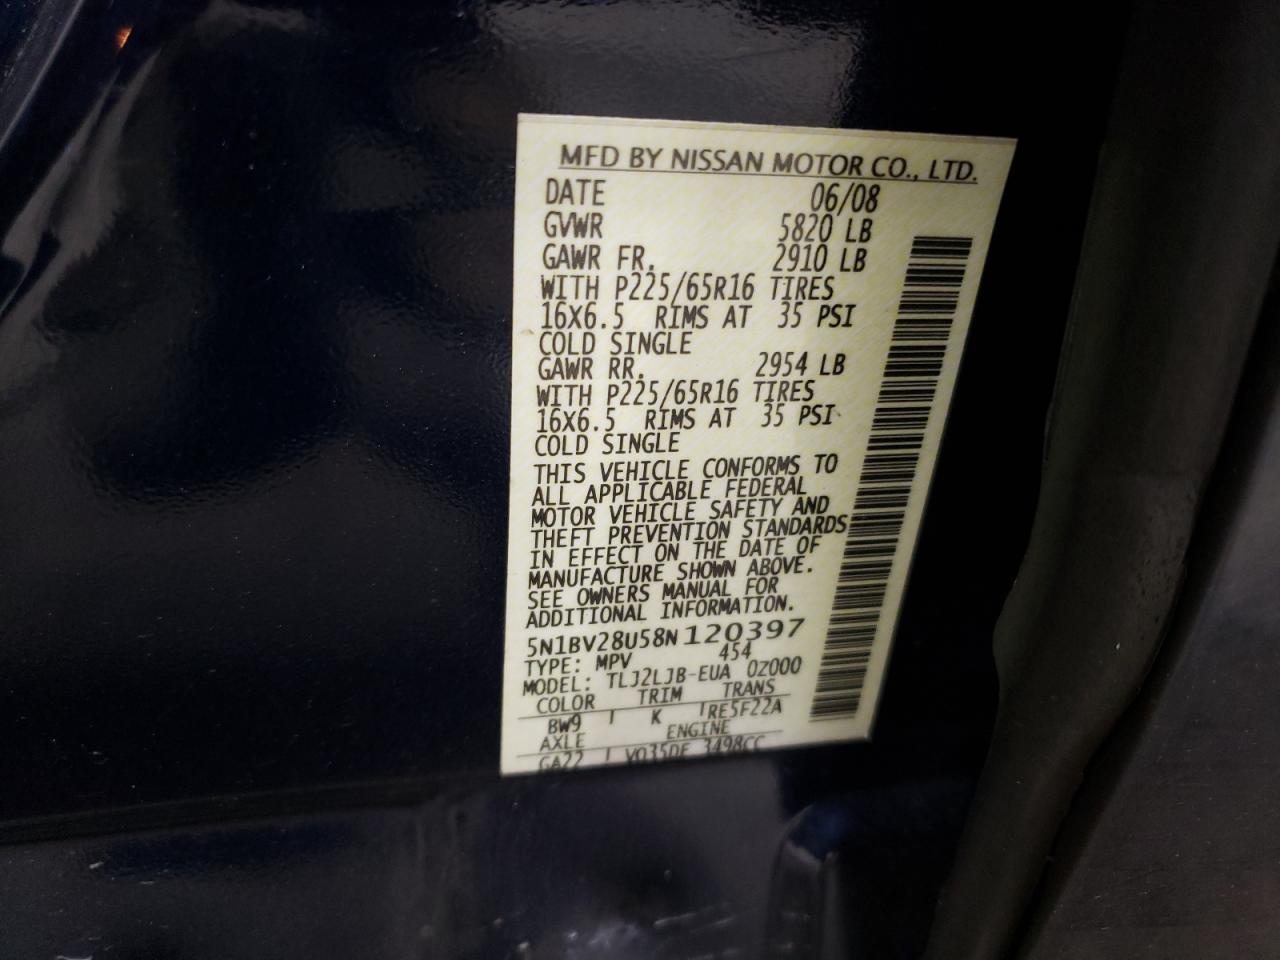 MFD BY NISSAN MOTOR CO., LTD.
DATE 06/08
GVWR 5820 LB
GAWR FR. 2910 LB
WITH P225/65R16 TIRES
16X6.5 RIMS AT 35 PSI
COLD SINGLE
GAWR RR. 2954 LB
WITH P225/65R16 TIRES
16X6.5 RIMS AT 35 PSI
COLD SINGLE
THIS VEHICLE CONFORMS TO
ALL APPLICABLE FEDERAL
MOTOR VEHICLE SAFETY AND
THEFT PREVENTION STANDARDS
IN EFFECT ON THE DATE OF
MANUFACTURE SHOWN ABOVE.
SEE OWNERS MANUAL FOR
ADDITIONAL INFORMATION.
5N1BV28U58N120397
TYPE: MPV 454
MODEL: TLJ2LJB-EUA 0Z000
COLOR TRIM TRANS
BW9 K RE5F22A
AXLE ENGINE
GA22 VQ35DE 3498CC